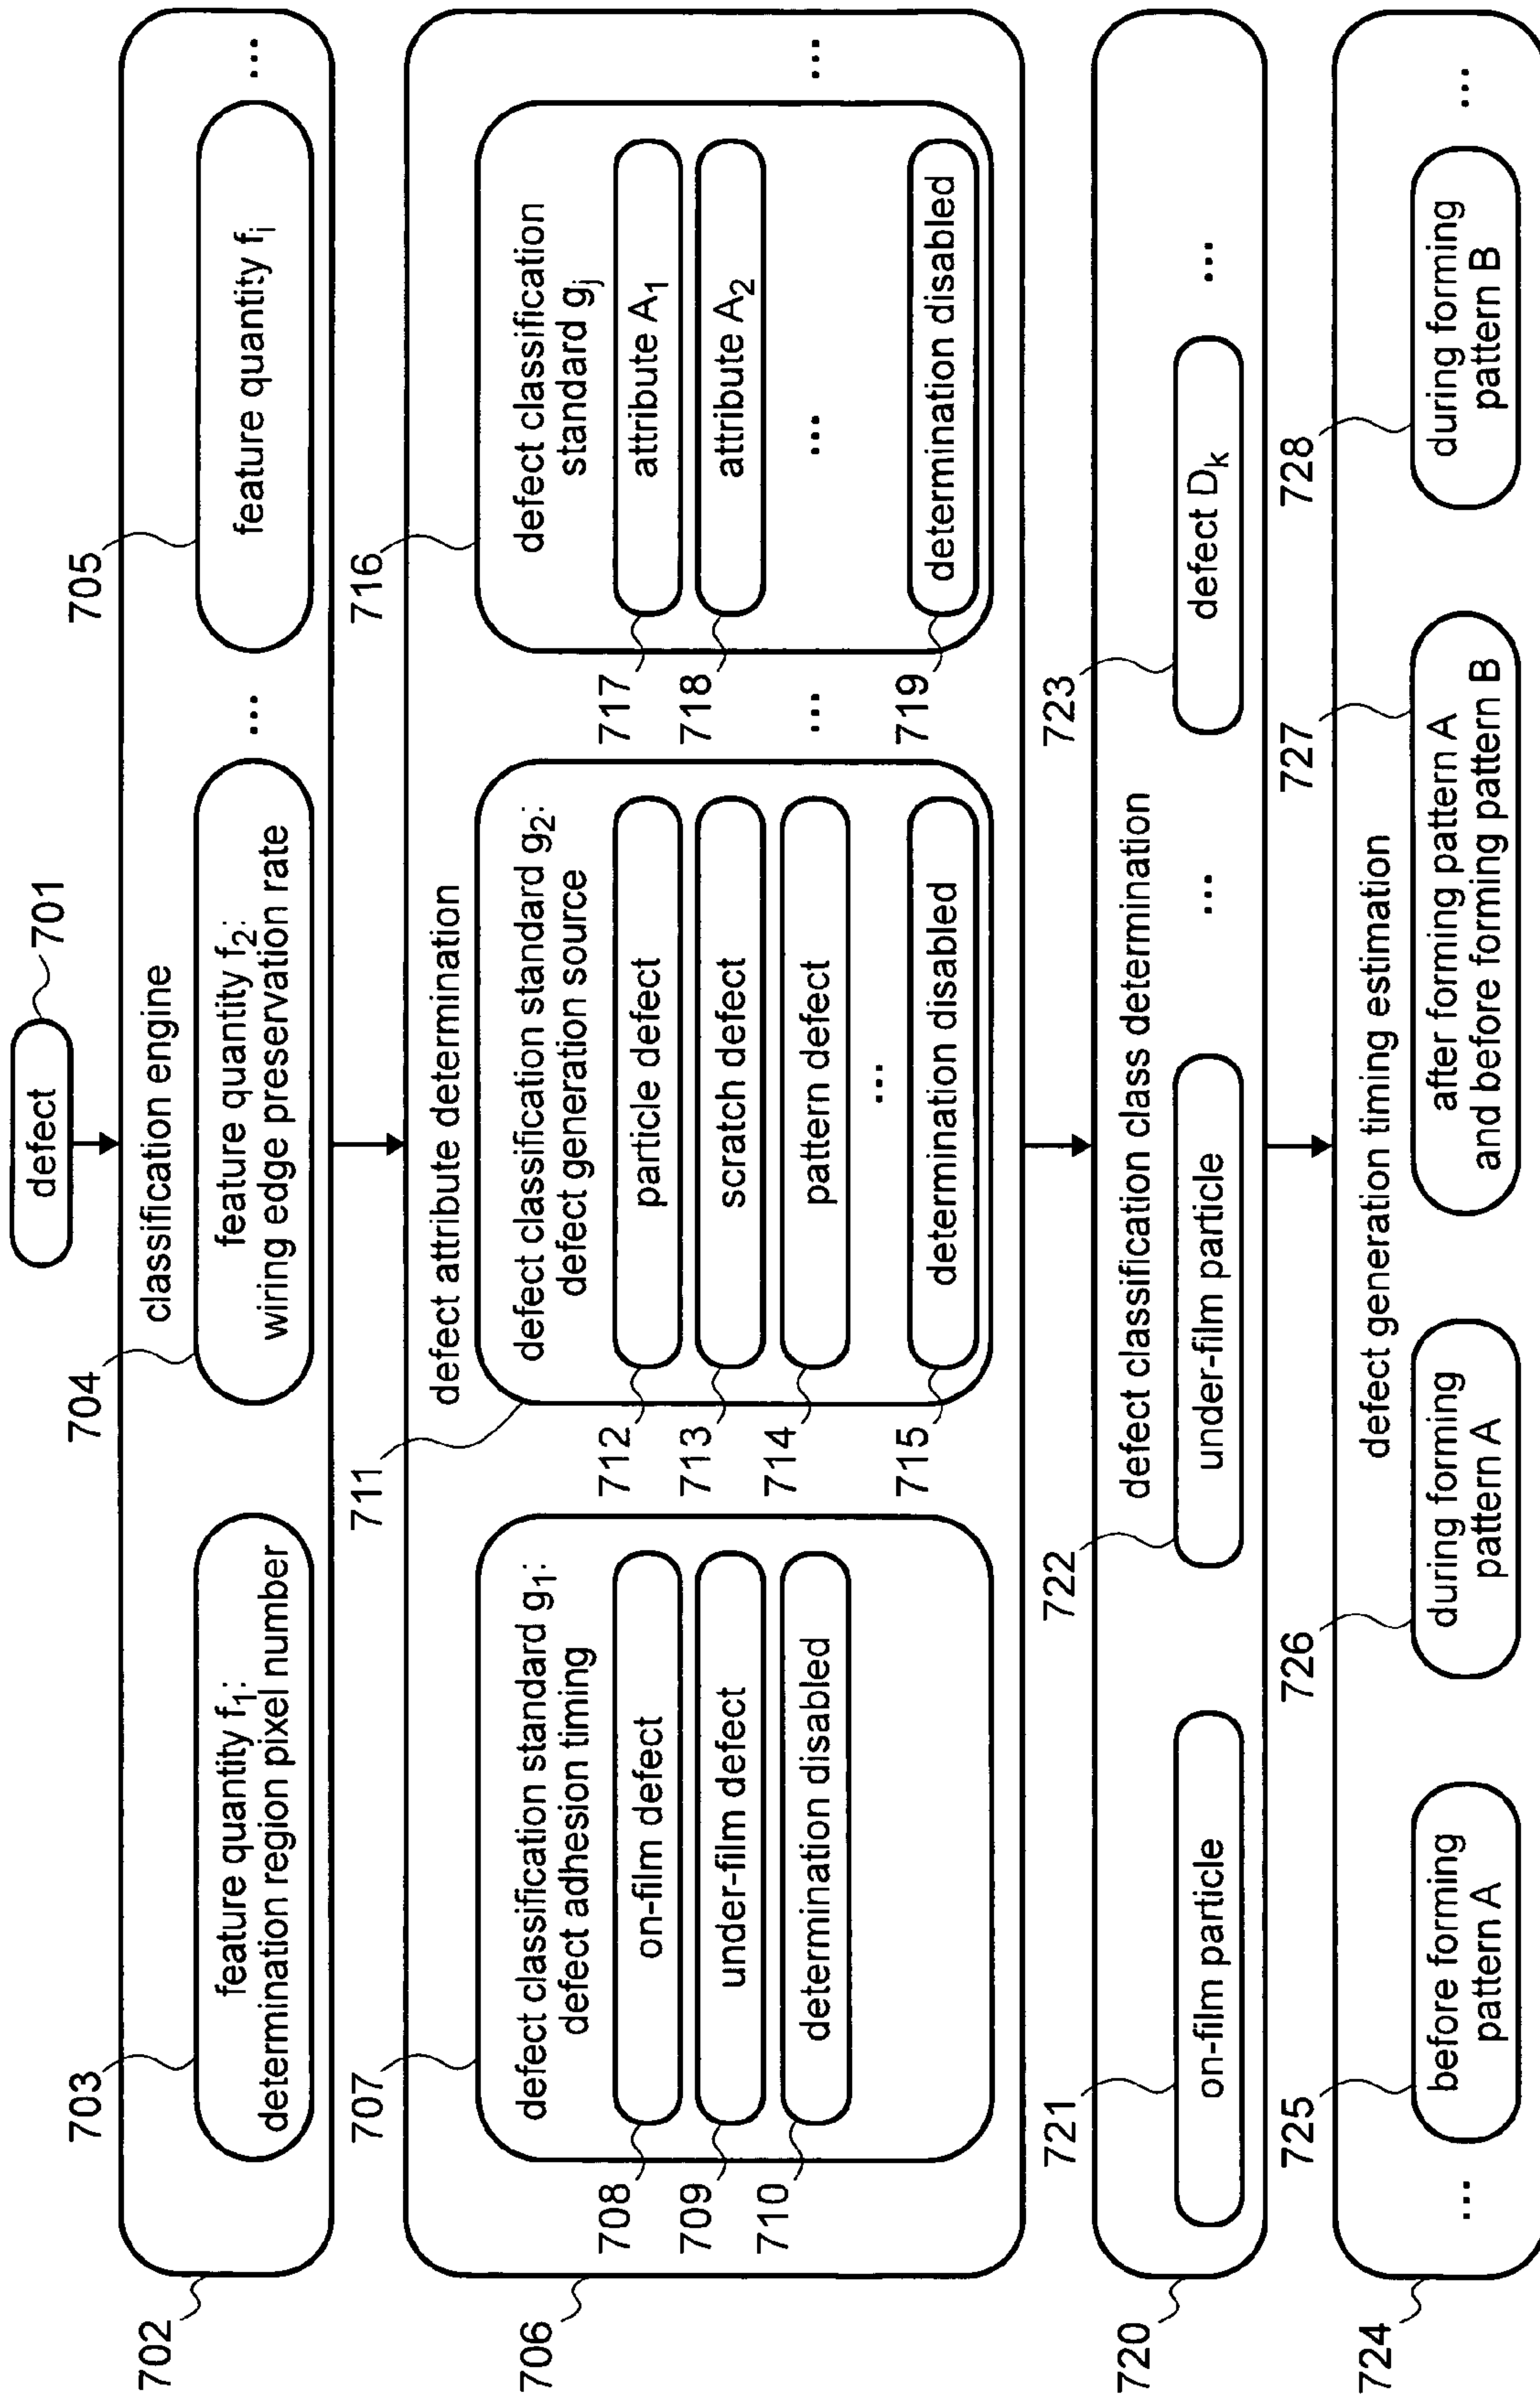 defect
701
702
classification engine
703
feature quantity f1:
determination region pixel number
704
feature quantity f2:
wiring edge preservation rate
...
705
feature quantity fi
...
706
defect attribute determination
707
defect classification standard g1:
defect adhesion timing
708
on-film defect
709
under-film defect
710
determination disabled
711
defect classification standard g2:
defect generation source
712
particle defect
713
scratch defect
714
pattern defect
...
715
determination disabled
...
716
defect classification
standard gj
717
attribute A1
718
attribute A2
...
719
determination disabled
...
720
defect classification class determination
721
on-film particle
722
under-film particle
...
723
defect Dk
...
724
defect generation timing estimation
...
725
before forming
pattern A
726
during forming
pattern A
727
after forming pattern A
and before forming pattern B
728
during forming
pattern B
...